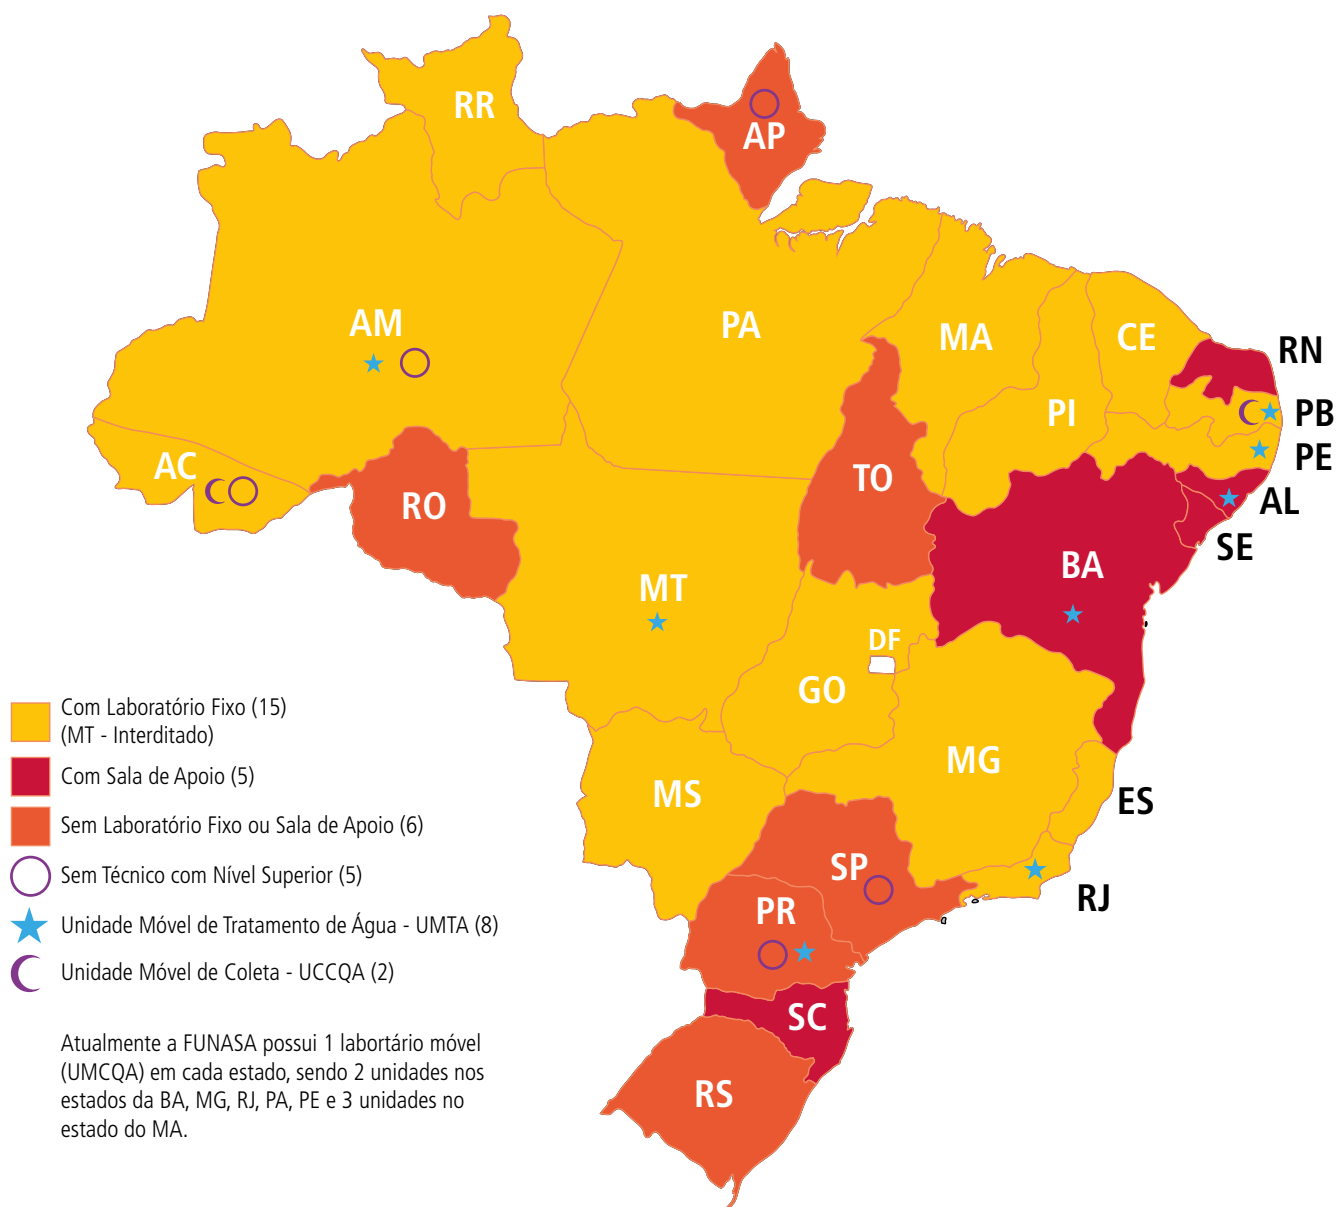 RR
AP
AM
PA
MA
CE
RN
PI
PB
PE
AC
TO
RO
AL
SE
BA
MT
DF
GO
MG
MS
ES
SP
RJ
PR
SC
RS
Com Laboratório Fixo (15)
(MT - Interditado)
Com Sala de Apoio (5)
Sem Laboratório Fixo ou Sala de Apoio (6)
Sem Técnico com Nível Superior (5)
Unidade Móvel de Tratamento de Água - UMTA (8)
Unidade Móvel de Coleta - UCCQA (2)
Atualmente a FUNASA possui 1 labortário móvel
(UMCQA) em cada estado, sendo 2 unidades nos
estados da BA, MG, RJ, PA, PE e 3 unidades no
estado do MA.